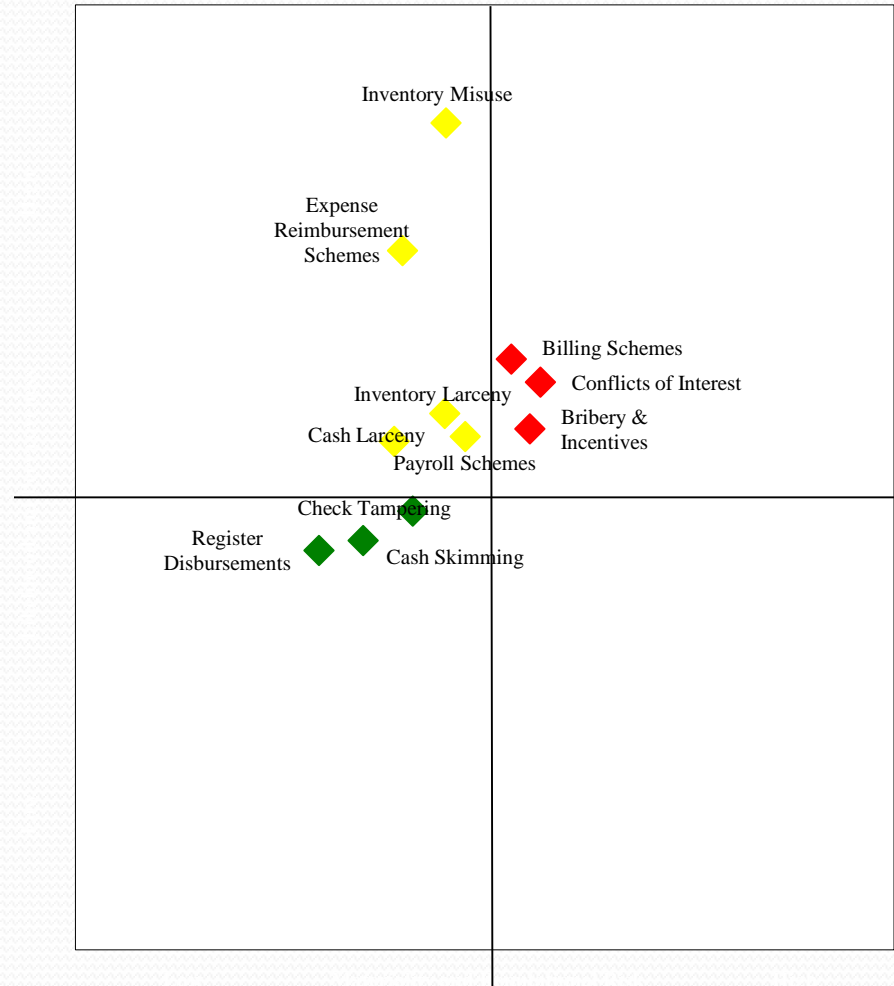 Inventory Misuse
Expense
Reimbursement
Schemes
Billing Schemes
Conflicts of Interest
Inventory Larceny
Bribery &
Incentives
Cash Larceny
Payroll Schemes
Check Tampering
Register
Disbursements
Cash Skimming